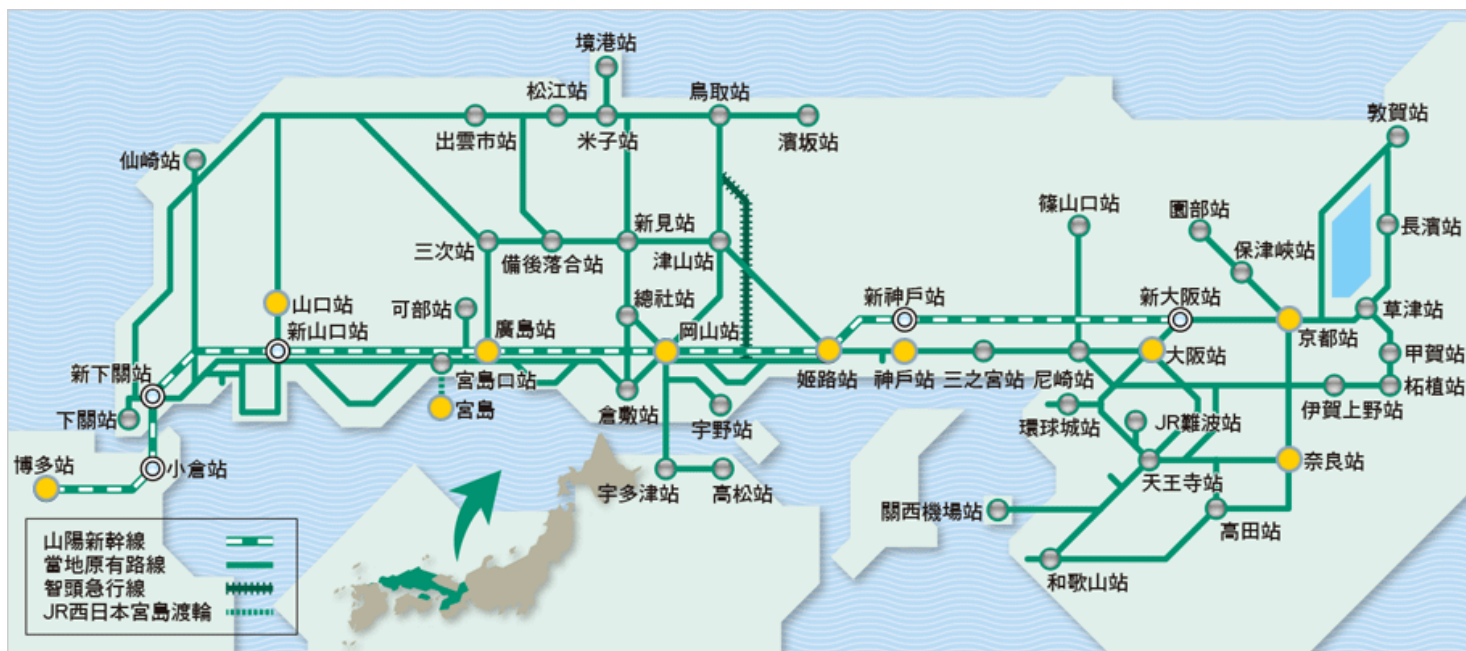 境港站
松江站
鳥取站
出雲市站
米子站
濱坂站
敦賀站
仙崎站
篠山口站
園部站
長濱站
新見站
三次站
備後落合站
津山站
保津峽站
山口站
可部站
總社站
新神戶站
新大阪站
草津站
新山口站
廣島站
岡山站
京都站
甲賀站
新下關站
宮島口站
姬路站
神戶站
三之宮站
尼崎站
大阪站
柘植站
下關站
宮島
倉敷站
宇野站
環球城站
JR難波站
伊賀上野站
博多站
小倉站
宇多津站
高松站
天王寺站
奈良站
關西機場站
高田站
和歌山站
山陽新幹線
當地原有路線
智頭急行線
JR西日本宮島渡輪